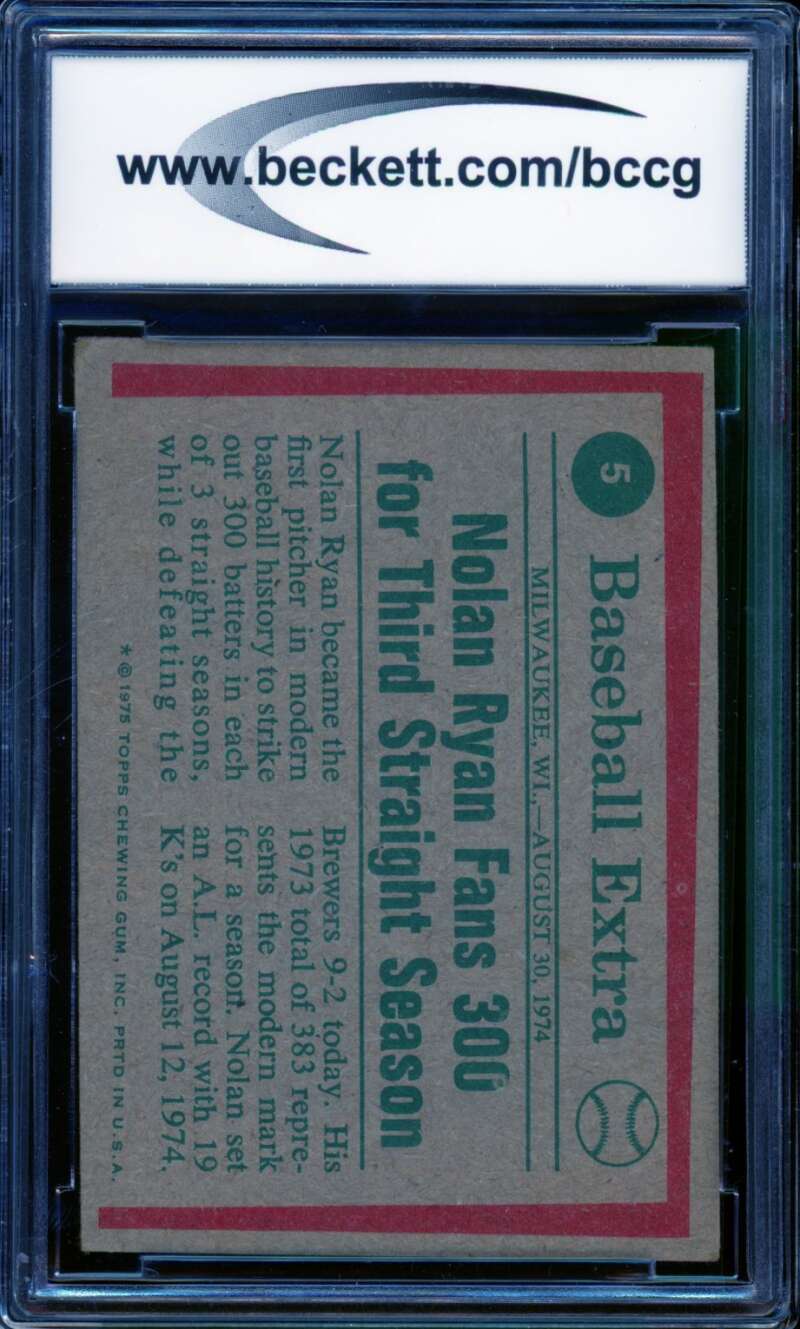 www.beckett.com/bccg
5 Baseball Extra
MILWAUKEE, WI.,—AUGUST 30, 1974
Nolan Ryan Fans 300
for Third Straight Season
Nolan Ryan became the
first pitcher in modern
baseball history to strike
out 300 batters in each
of 3 straight seasons,
while defeating the
Brewers 9-2 today. His
1973 total of 383 repre-
sents the modern mark
for a season. Nolan set
an A.L. record with 19
K's on August 12, 1974.
* © 1975 TOPPS CHEWING GUM, INC. PRTD IN U.S.A.